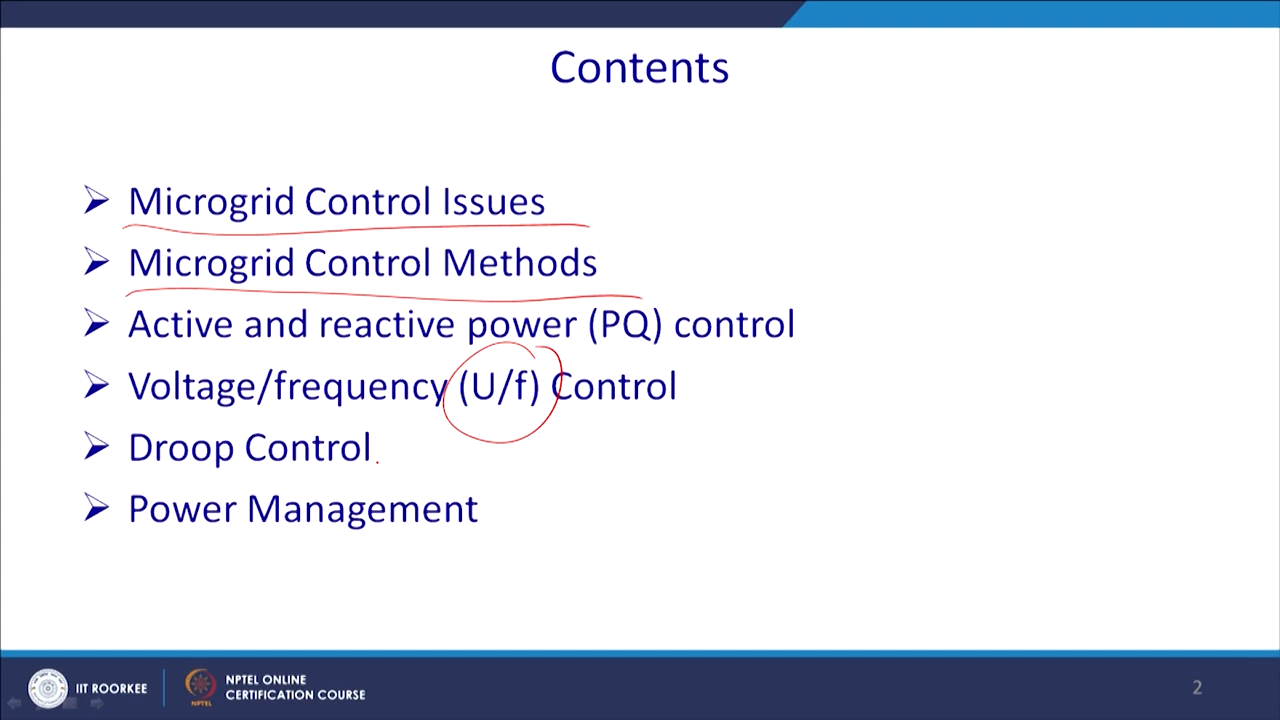 Contents
➢ Microgrid Control Issues
➢ Microgrid Control Methods
➢ Active and reactive power (PQ) control
➢ Voltage/frequency (U/f) Control
➢ Droop Control
➢ Power Management
IIT ROORKEE
NPTEL
NPTEL ONLINE
CERTIFICATION COURSE
2